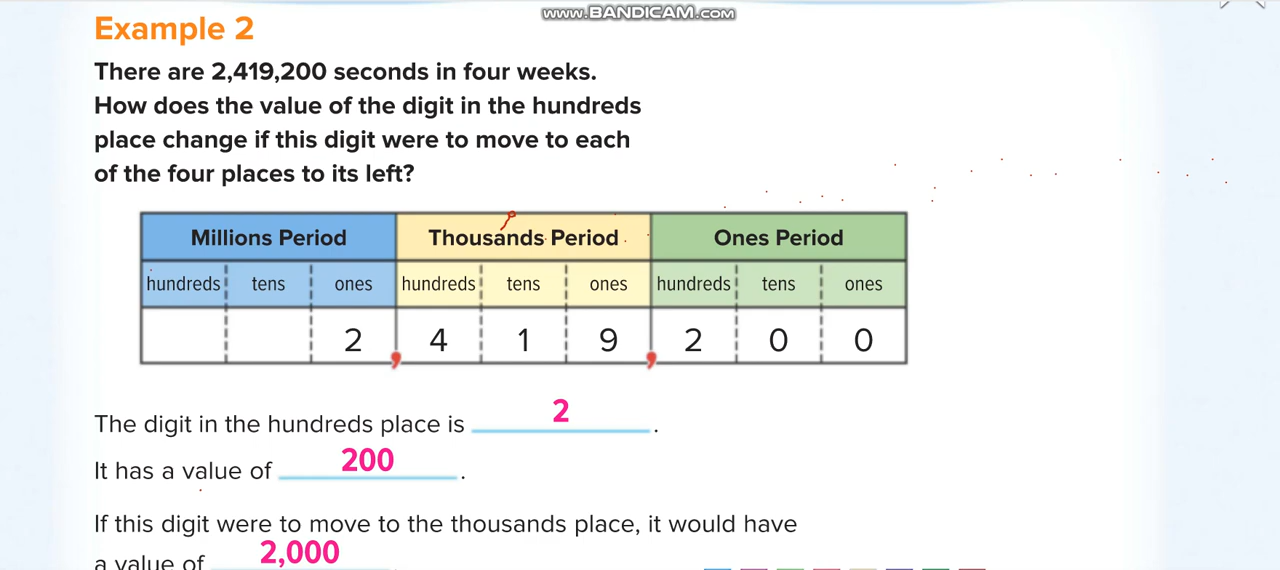 www.BANDICAM.com
Example 2
There are 2,419,200 seconds in four weeks.
How does the value of the digit in the hundreds
place change if this digit were to move to each
of the four places to its left?
Millions Period Thousands Period Ones Period
hundreds tens ones hundreds tens ones hundreds tens ones
2 , 4 1 9 , 2 0 0
The digit in the hundreds place is 2 .
It has a value of 200 .
If this digit were to move to the thousands place, it would have
a value of 2,000